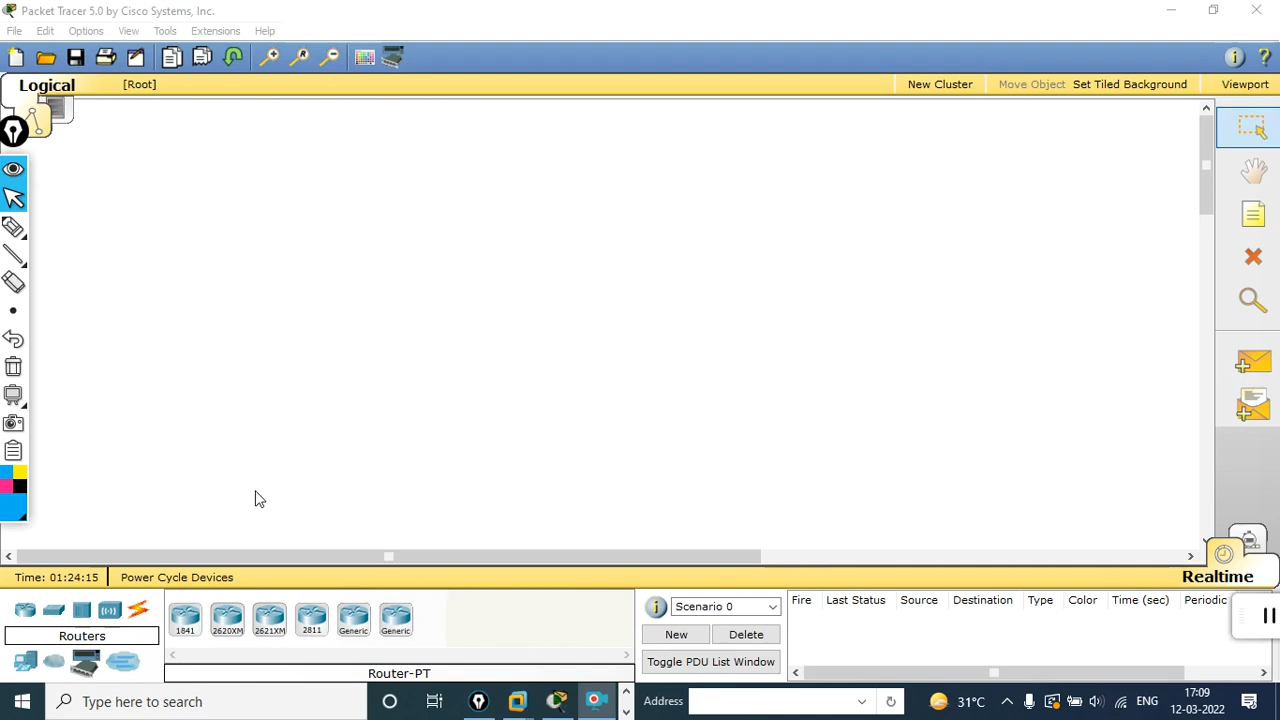 Packet Tracer 5.0 by Cisco Systems, Inc.
File Edit Options View Tools Extensions Help
Logical [Root] New Cluster Move Object Set Tiled Background Viewport
Time: 01:24:15 Power Cycle Devices
Realtime
Routers
1841 2620XM 2621XM 2811 Generic Generic
Router-PT
Scenario 0
New Delete
Toggle PDU List Window
Fire Last Status Source Destination Type Color Time (sec) Periodic
Type here to search
Address
31°C
ENG
17:09
12-03-2022